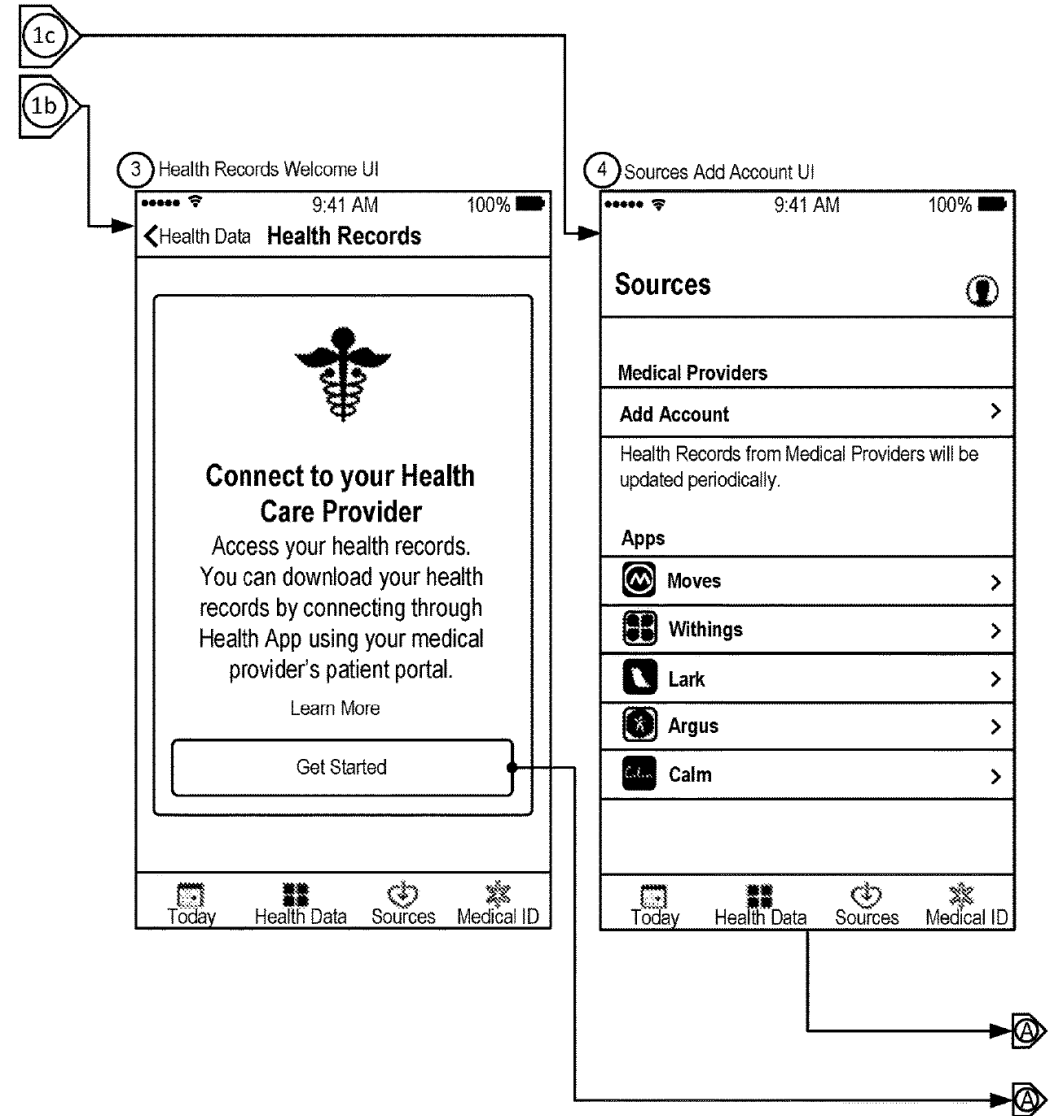 1c
1b
3 Health Records Welcome UI
9:41 AM 100%
Health Data Health Records
Connect to your Health
Care Provider
Access your health records.
You can download your health
records by connecting through
Health App using your medical
provider's patient portal.
Learn More
Get Started
Today Health Data Sources Medical ID
4 Sources Add Account UI
9:41 AM 100%
Sources
Medical Providers
Add Account
Health Records from Medical Providers will be
updated periodically.
Apps
Moves
Withings
Lark
Argus
Calm
Today Health Data Sources Medical ID
A
A